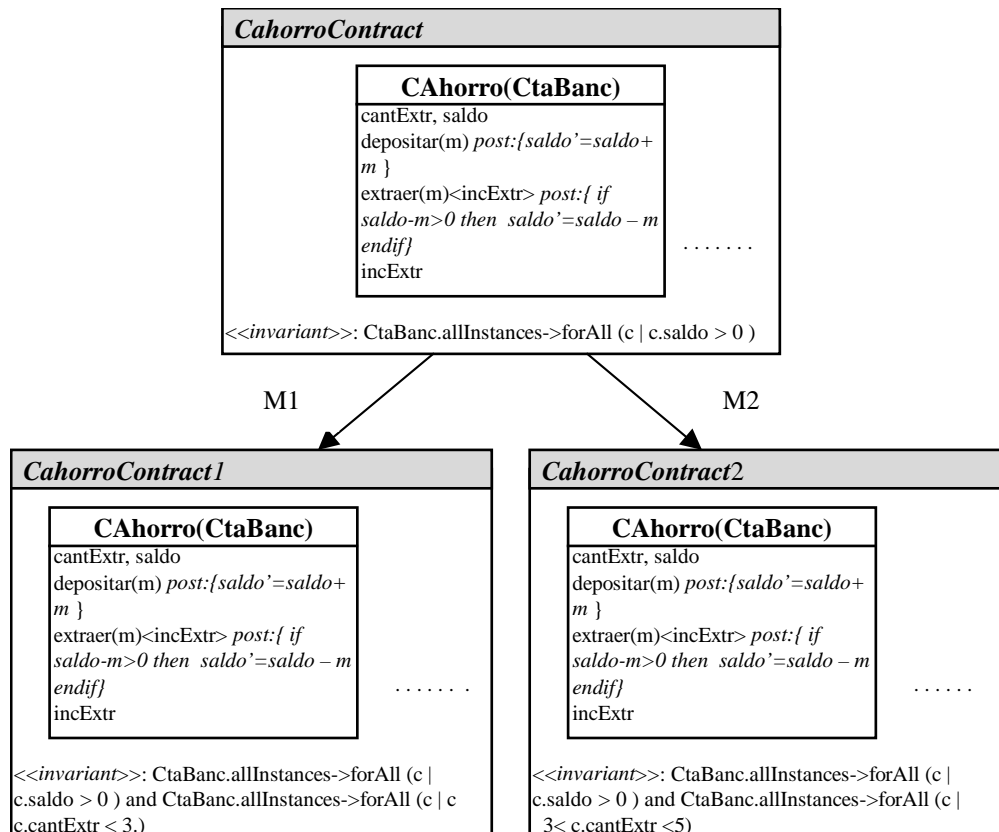 CahorroContract
CAhorro(CtaBanc)
cantExtr, saldo
depositar(m) post:{saldo’=saldo+
m }
extraer(m)<incExtr> post:{ if
saldo-m>0 then saldo’=saldo – m
endif}
. . . . . . .
incExtr
<<invariant>>: CtaBanc.allInstances->forAll (c | c.saldo > 0 )
M1
M2
CahorroContract1
CAhorro(CtaBanc)
cantExtr, saldo
depositar(m) post:{saldo’=saldo+
m }
extraer(m)<incExtr> post:{ if
saldo-m>0 then saldo’=saldo – m
endif}
. . . . . . .
incExtr
<<invariant>>: CtaBanc.allInstances->forAll (c |
c.saldo > 0 ) and CtaBanc.allInstances->forAll (c | c
c.cantExtr < 3.)
CahorroContract2
CAhorro(CtaBanc)
cantExtr, saldo
depositar(m) post:{saldo’=saldo+
m }
extraer(m)<incExtr> post:{ if
saldo-m>0 then saldo’=saldo – m
endif}
. . . . . .
incExtr
<<invariant>>: CtaBanc.allInstances->forAll (c |
c.saldo > 0 ) and CtaBanc.allInstances->forAll (c |
3< c.cantExtr <5)